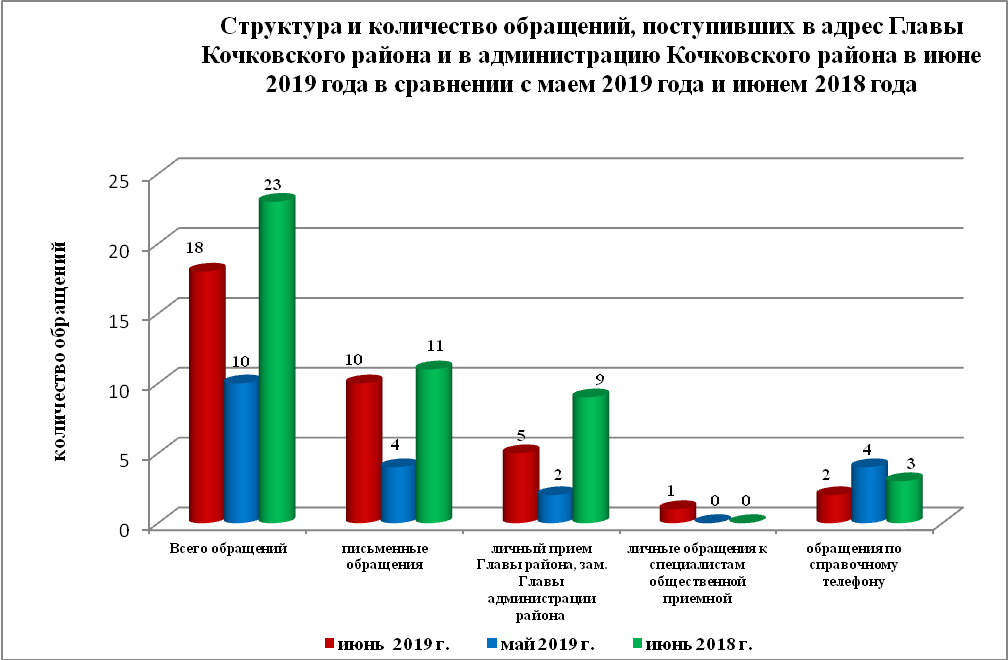 Структура и количество обращений, поступивших в адрес Главы
Кочковского района и в администрацию Кочковского района в июне
2019 года в сравнении с маем 2019 года и июнем 2018 года
количество обращений
25
20
15
10
5
0
18
10
23
10
4
11
5
2
9
1
0
0
2
4
3
Всего обращений
письменные
обращения
личный прием
Главы района, зам.
Главы
администрации
района
личные обращения к
специалистам
общественной
приемной
обращения по
справочному
телефону
июнь 2019 г.
май 2019 г.
июнь 2018 г.